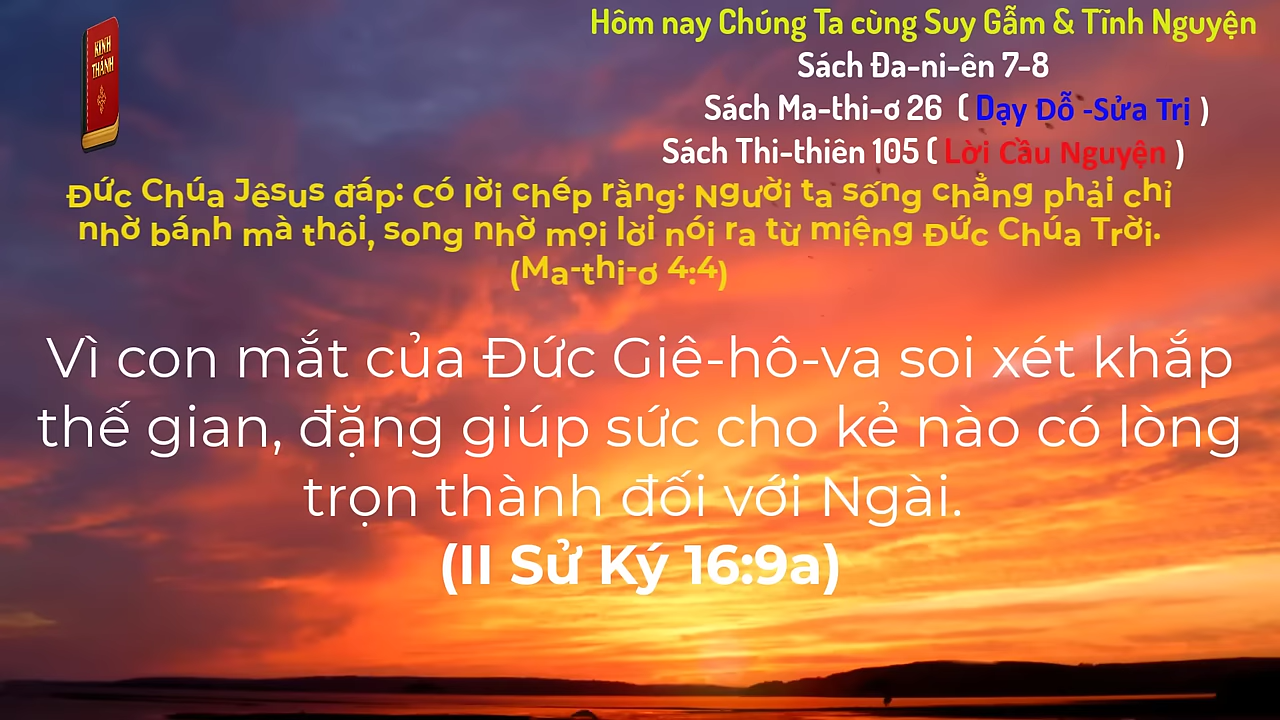 KINH
THÁNH
Hôm nay Chúng Ta cùng Suy Gẫm & Tĩnh Nguyện
Sách Đa-ni-ên 7-8
Sách Ma-thi-ơ 26 ( Dạy Đỗ -Sửa Trị )
Sách Thi-thiên 105 ( Lời Cầu Nguyện )
Đức Chúa Jêsus đáp: Có lời chép rằng: Người ta sống chẳng phải chỉ
nhờ bánh mà thôi, song nhờ mọi lời nói ra từ miệng Đức Chúa Trời.
(Ma-thi-ơ 4:4)
Vì con mắt của Đức Giê-hô-va soi xét khắp
thế gian, đặng giúp sức cho kẻ nào có lòng
trọn thành đối với Ngài.
(II Sử Ký 16:9a)